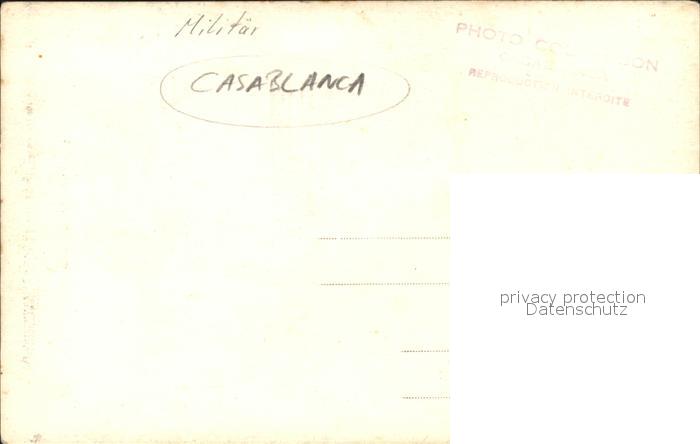 Militär
CASABLANCA
PHOTO
REPRODUCTION INTERDITE
privacy protection
Datenschutz